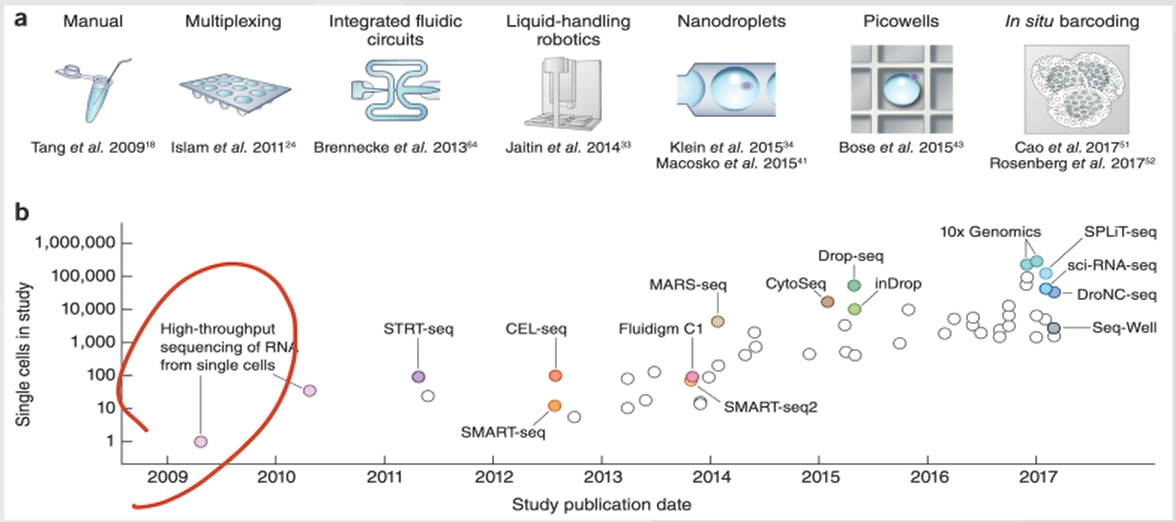 a
Manual
Multiplexing
Integrated fluidic
circuits
Liquid-handling
robotics
Nanodroplets
Picowells
In situ barcoding
Tang et al. 2009¹⁸
Islam et al. 2011²⁴
Brennecke et al. 2013⁶⁴
Jaitin et al. 2014³³
Klein et al. 2015³⁴
Macosko et al. 2015⁴¹
Bose et al. 2015⁴³
Cao et al. 2017⁵¹
Rosenberg et al. 2017⁵²
b
Single cells in study
1,000,000
100,000
10,000
1,000
100
10
1
High-throughput
sequencing of RNA
from single cells
STRT-seq
CEL-seq
SMART-seq
Fluidigm C1
SMART-seq2
MARS-seq
CytoSeq
Drop-seq
inDrop
10x Genomics
SPLiT-seq
sci-RNA-seq
DroNC-seq
Seq-Well
2009
2010
2011
2012
2013
2014
2015
2016
2017
Study publication date